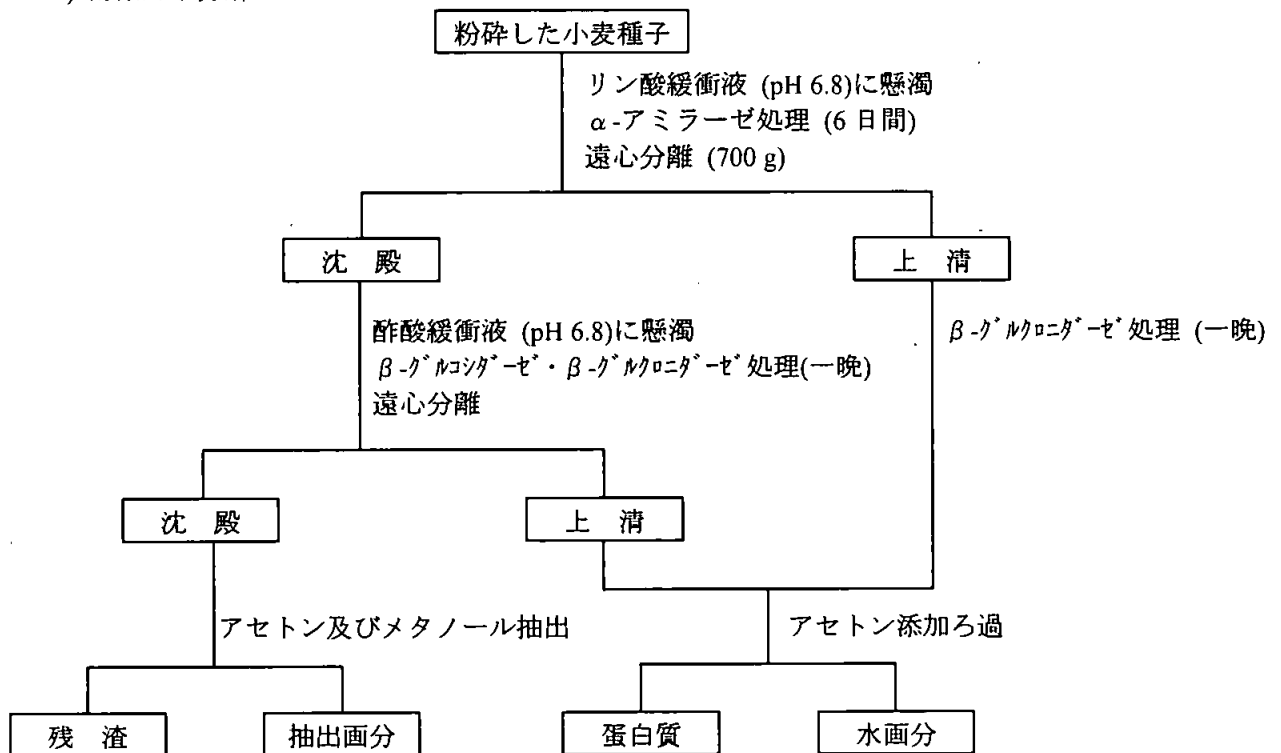 粉砕した小麦種子
リン酸緩衝液 (pH 6.8)に懸濁
α-アミラーゼ処理 (6 日間)
遠心分離 (700 g)
沈 殿
上 清
酢酸緩衝液 (pH 6.8)に懸濁
β-ｸﾞﾙｺｼﾀﾞｰｾﾞ・β-ｸﾞﾙｸﾛﾆﾀﾞｰｾﾞ処理(一晩)
遠心分離
β-ｸﾞﾙｸﾛﾆﾀﾞｰｾﾞ処理 (一晩)
沈 殿
上 清
アセトン及びメタノール抽出
アセトン添加ろ過
残 渣
抽出画分
蛋白質
水画分